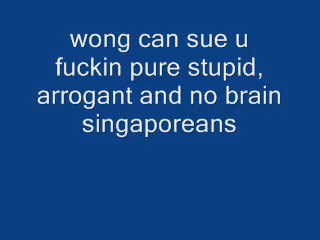 wong can sue u
fuckin pure stupid,
arrogant and no brain
singaporeans